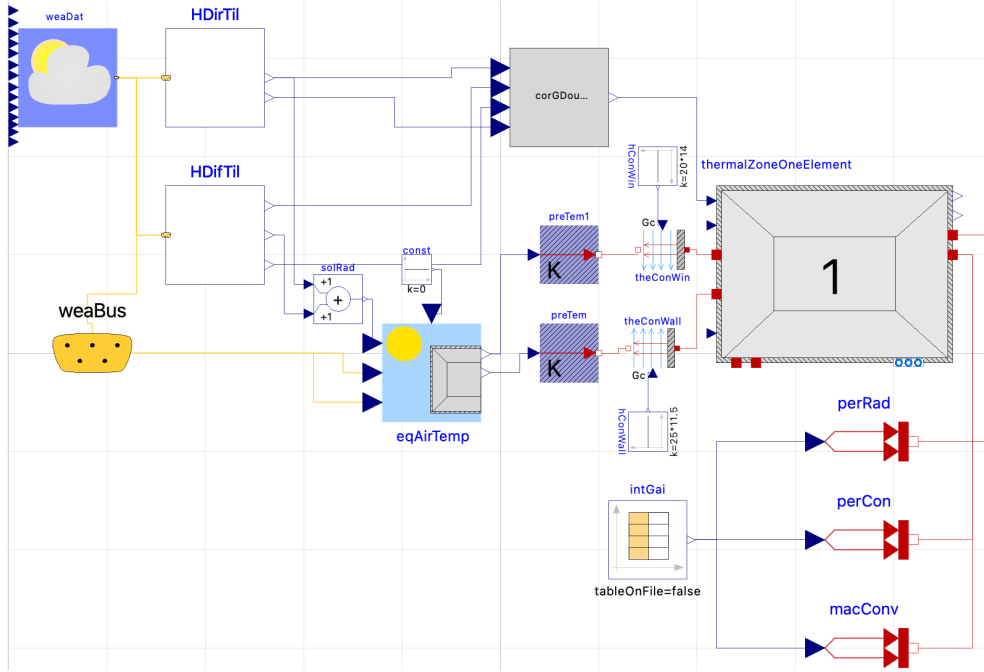 weaDat
HDirTil
corGDou...
HDifTil
hConWin
k=20*14
thermalZoneOneElement
preTem1
Gc
K
theConWin
const
k=0
solRad
+1
+
+1
1
weaBus
preTem
theConWall
K
Gc
eqAirTemp
hConWall
k=25*11.5
perRad
intGai
perCon
tableOnFile=false
macConv